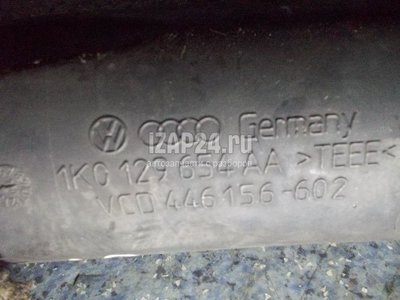 Germany
IZAP24.ru
автозапчасти с разборок
1K0 129 654 AA >TEEE<
VCD 446 156-602